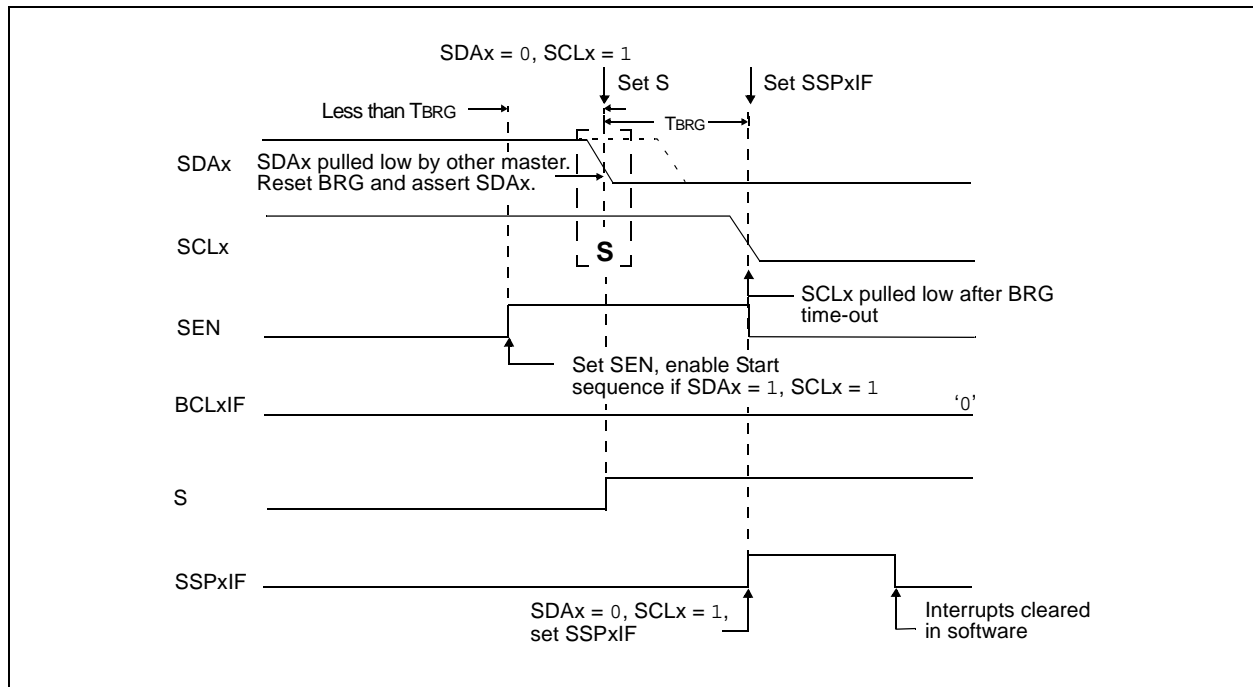 SDAx = 0, SCLx = 1
Set S
Set SSPxIF
Less than TBRG
TBRG
SDAx
SDAx pulled low by other master.
Reset BRG and assert SDAx.
SCLx
S
SCLx pulled low after BRG
time-out
SEN
Set SEN, enable Start
sequence if SDAx = 1, SCLx = 1
BCLxIF
‘0’
S
SSPxIF
SDAx = 0, SCLx = 1,
set SSPxIF
Interrupts cleared
in software